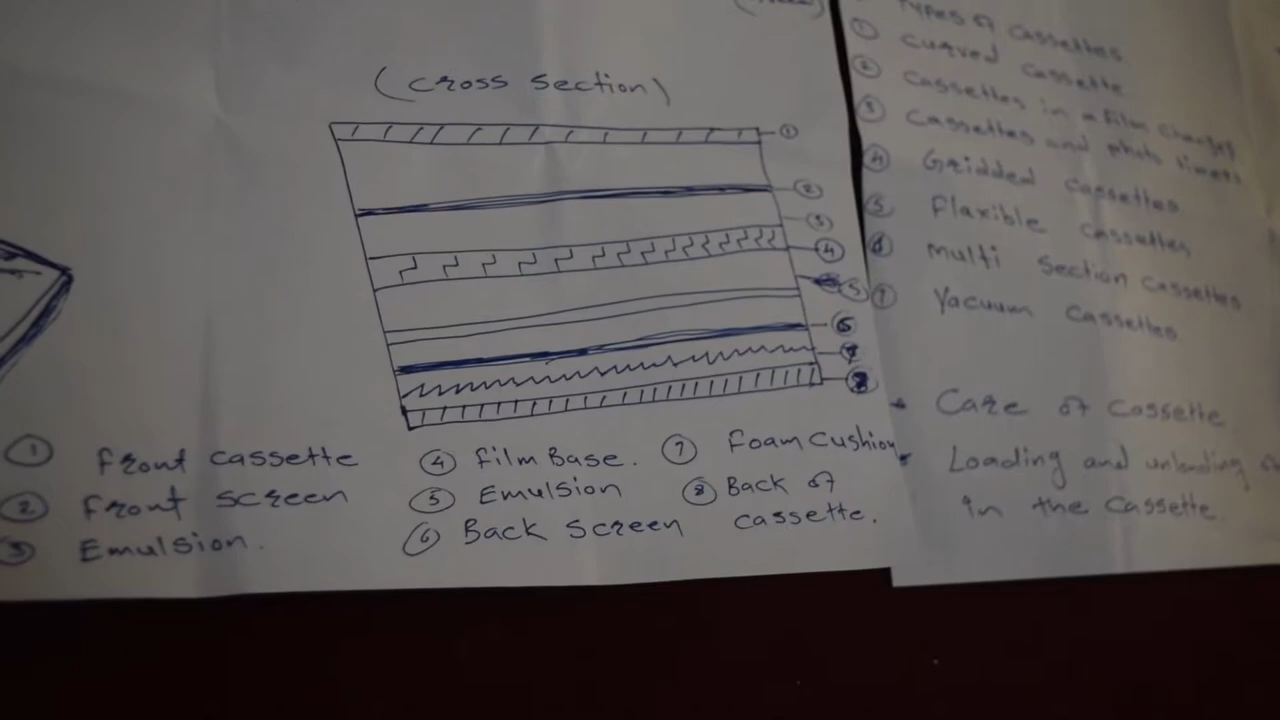 (cross section)
①
②
③
④
⑤
⑥
⑦
⑧
① front cassette
② front screen
③ Emulsion.
④ film Base.
⑤ Emulsion
⑥ Back screen
⑦ Foam Cushion
⑧ Back of
cassette.
Types of cassettes
① curved cassette
② cassettes in a film changer
③ cassettes and photo timers
④ Gridded cassettes
⑤ Flaxible cassettes
⑥ multi section cassettes
⑦ Vacuum cassettes
Care of cassette
Loading and unloading of
in the cassette.